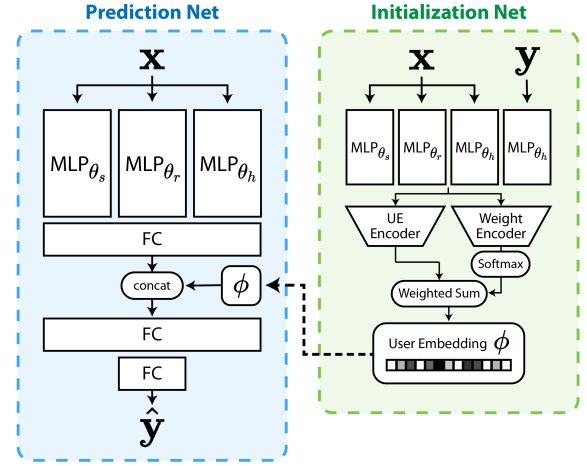 Prediction Net
x
MLPθs MLPθr MLPθh
FC
concat
ϕ
FC
FC
ŷ
Initialization Net
x y
MLPθs MLPθr MLPθh MLPθh
UE
Encoder
Weight
Encoder
Softmax
Weighted Sum
User Embedding ϕ